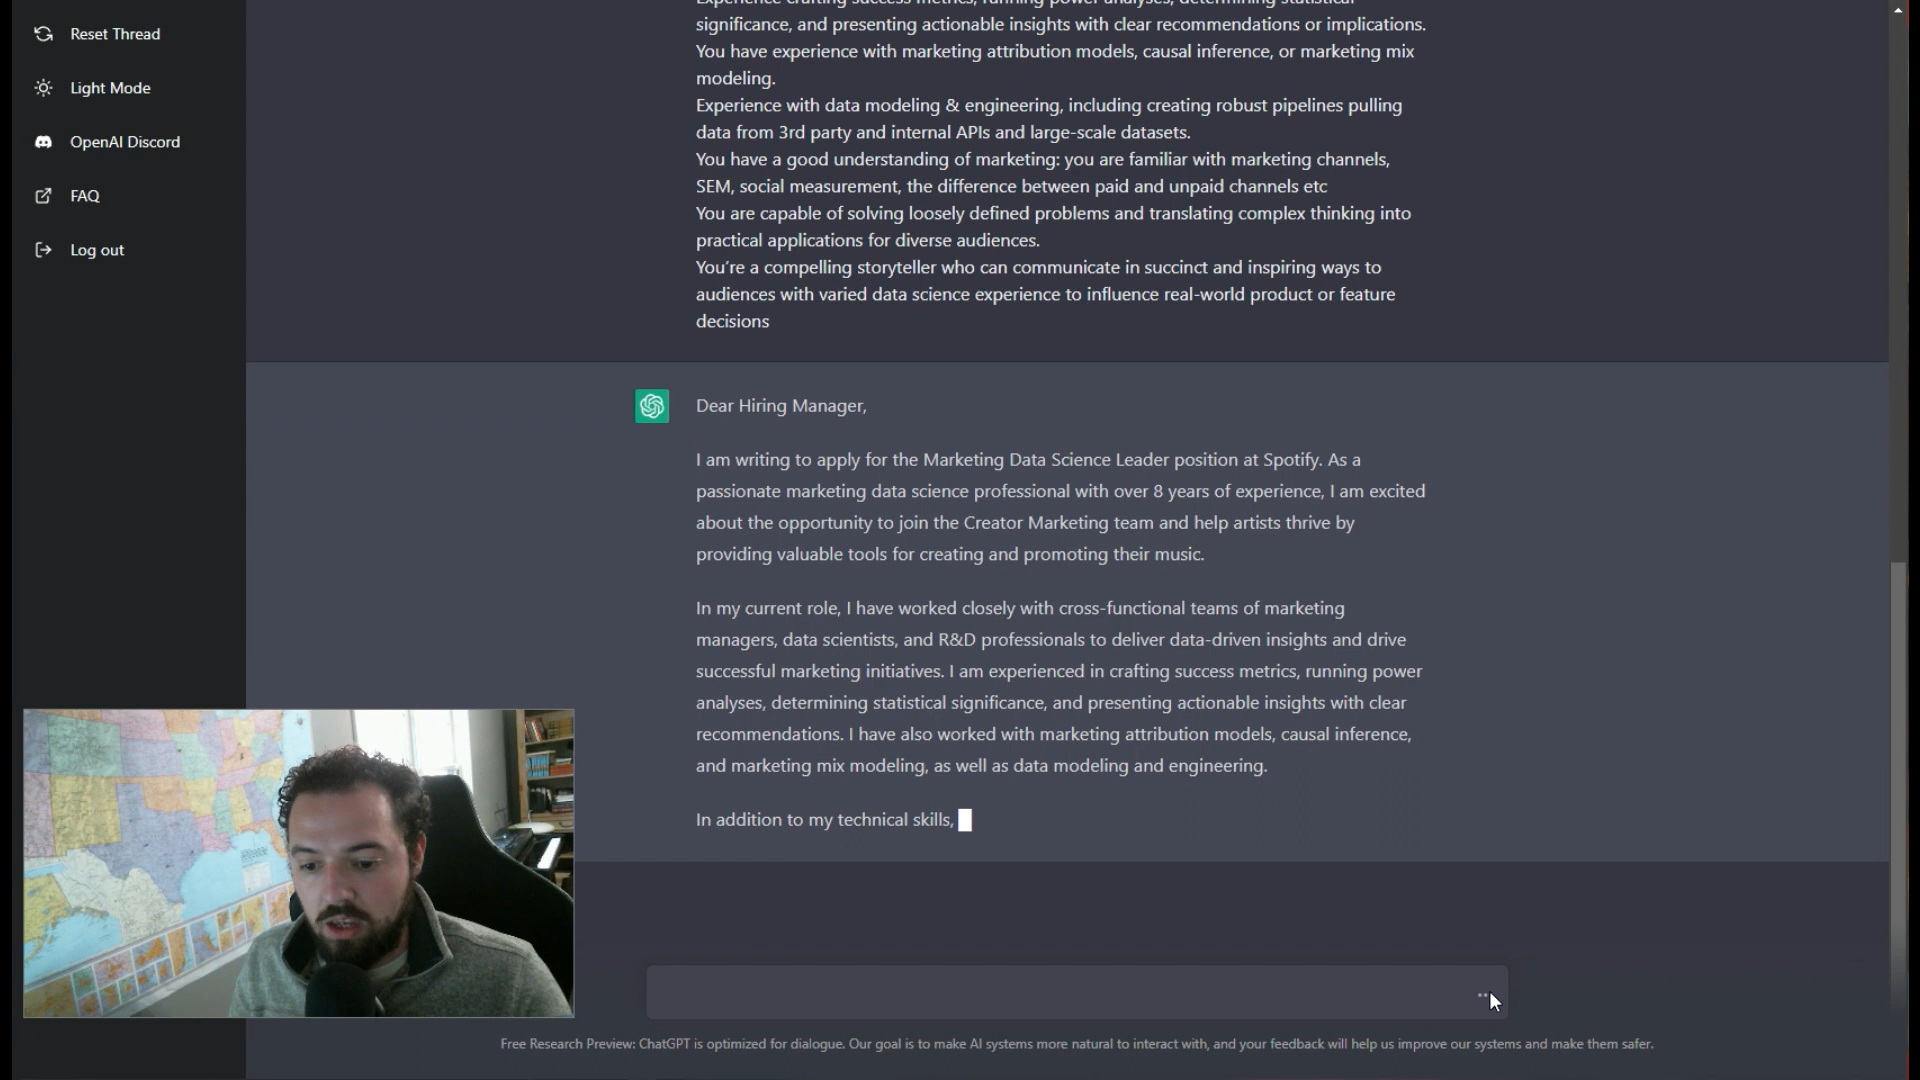 Reset Thread
Light Mode
OpenAI Discord
FAQ
Log out
Experience crafting success metrics, running power analyses, determining statistical
significance, and presenting actionable insights with clear recommendations or implications.
You have experience with marketing attribution models, causal inference, or marketing mix
modeling.
Experience with data modeling & engineering, including creating robust pipelines pulling
data from 3rd party and internal APIs and large-scale datasets.
You have a good understanding of marketing: you are familiar with marketing channels,
SEM, social measurement, the difference between paid and unpaid channels etc
You are capable of solving loosely defined problems and translating complex thinking into
practical applications for diverse audiences.
You're a compelling storyteller who can communicate in succinct and inspiring ways to
audiences with varied data science experience to influence real-world product or feature
decisions
Dear Hiring Manager,
I am writing to apply for the Marketing Data Science Leader position at Spotify. As a
passionate marketing data science professional with over 8 years of experience, I am excited
about the opportunity to join the Creator Marketing team and help artists thrive by
providing valuable tools for creating and promoting their music.
In my current role, I have worked closely with cross-functional teams of marketing
managers, data scientists, and R&D professionals to deliver data-driven insights and drive
successful marketing initiatives. I am experienced in crafting success metrics, running power
analyses, determining statistical significance, and presenting actionable insights with clear
recommendations. I have also worked with marketing attribution models, causal inference,
and marketing mix modeling, as well as data modeling and engineering.
In addition to my technical skills,
Free Research Preview: ChatGPT is optimized for dialogue. Our goal is to make AI systems more natural to interact with, and your feedback will help us improve our systems and make them safer.